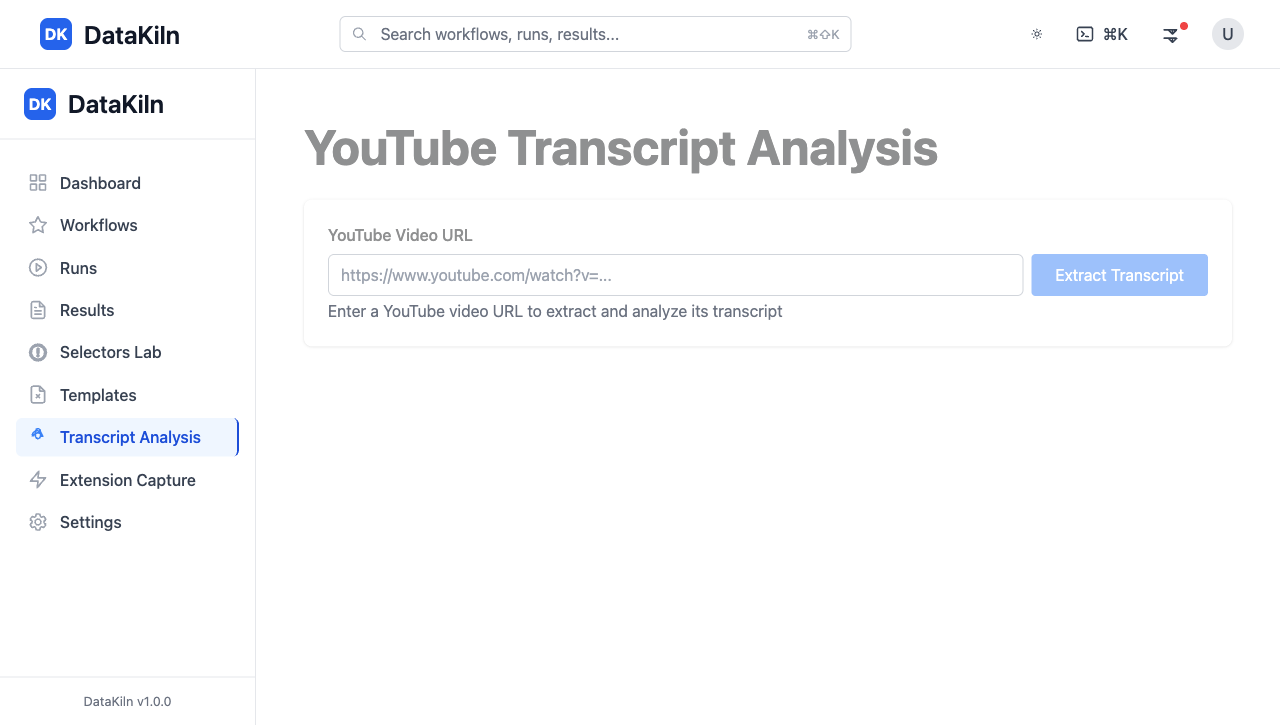 DK DataKiln
Search workflows, runs, results... ⌘⇧K
⌘K
U
DK DataKiln
Dashboard
Workflows
Runs
Results
Selectors Lab
Templates
Transcript Analysis
Extension Capture
Settings
DataKiln v1.0.0
YouTube Transcript Analysis
YouTube Video URL
https://www.youtube.com/watch?v=...
Extract Transcript
Enter a YouTube video URL to extract and analyze its transcript